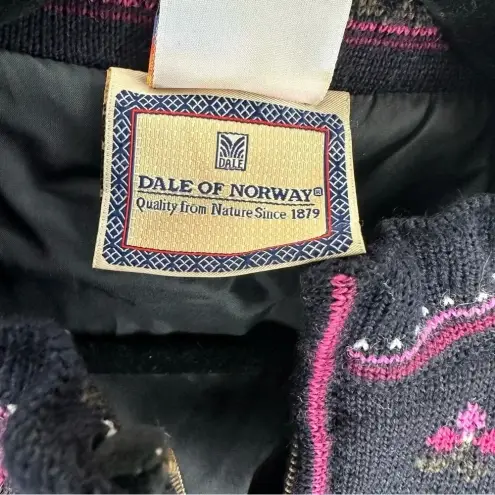 DALE
DALE OF NORWAY®
Quality from Nature Since 1879